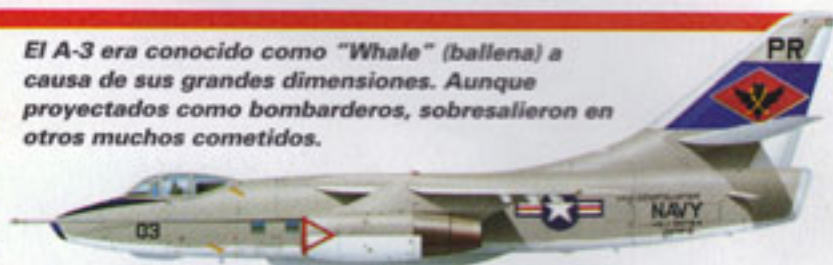 El A-3 era conocido como "Whale" (ballena) a
causa de sus grandes dimensiones. Aunque
proyectados como bombarderos, sobresalieron en
otros muchos cometidos.
PR
03
NAVY